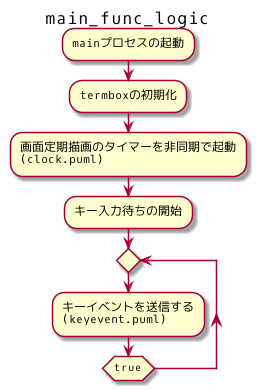 main_func_logic
mainプロセスの起動
termboxの初期化
画面定期描画のタイマーを非同期で起動
(clock.puml)
キー入力待ちの開始
キーイベントを送信する
(keyevent.puml)
true